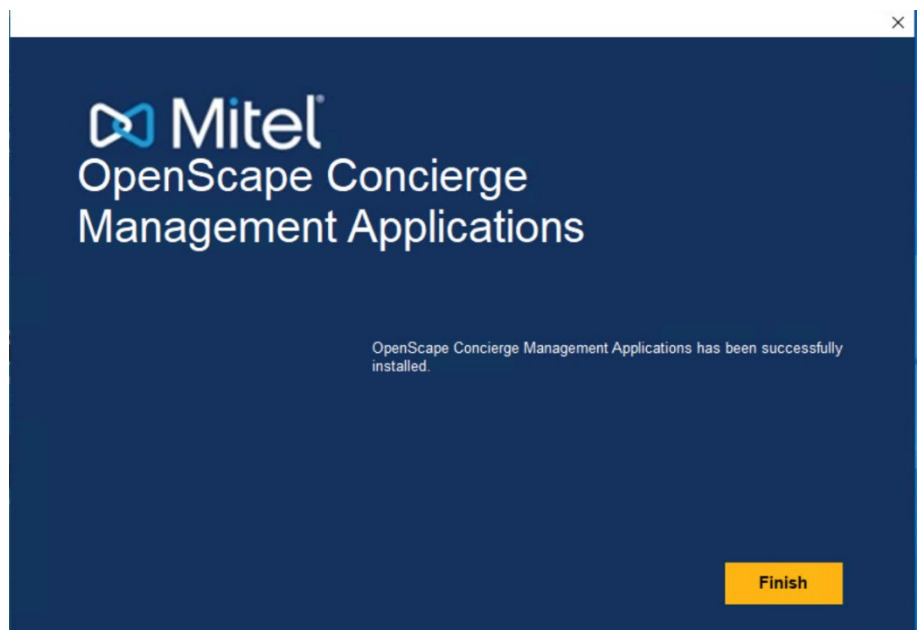 Mitel®
OpenScape Concierge
Management Applications
OpenScape Concierge Management Applications has been successfully
installed.
Finish